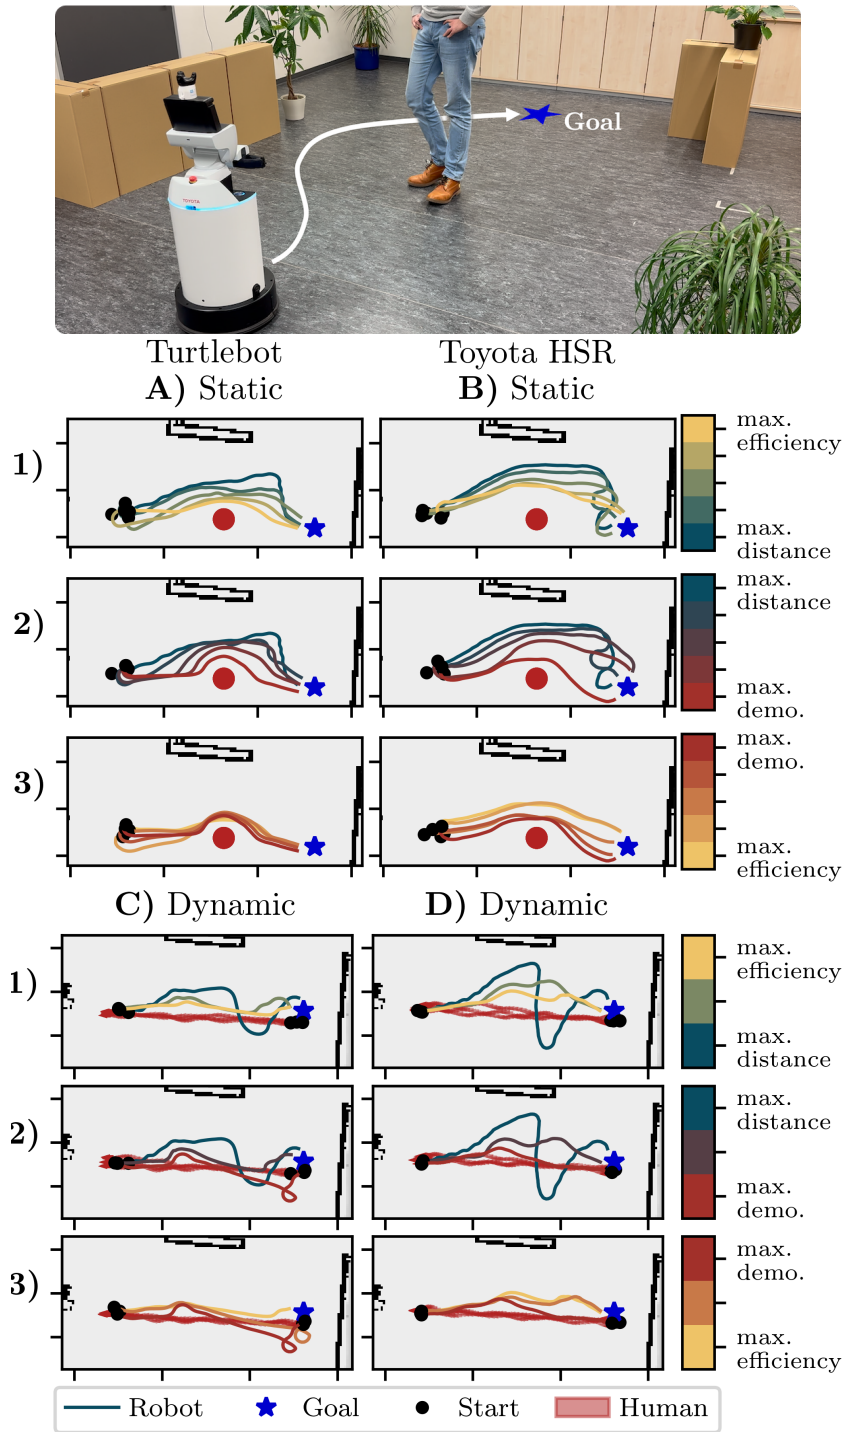 Goal
TOYOTA
Turtlebot
Toyota HSR
A) Static
B) Static
1)
max.
efficiency
max.
distance
2)
max.
distance
max.
demo.
3)
max.
demo.
max.
efficiency
C) Dynamic
D) Dynamic
1)
max.
efficiency
max.
distance
2)
max.
distance
max.
demo.
3)
max.
demo.
max.
efficiency
Robot
Goal
Start
Human